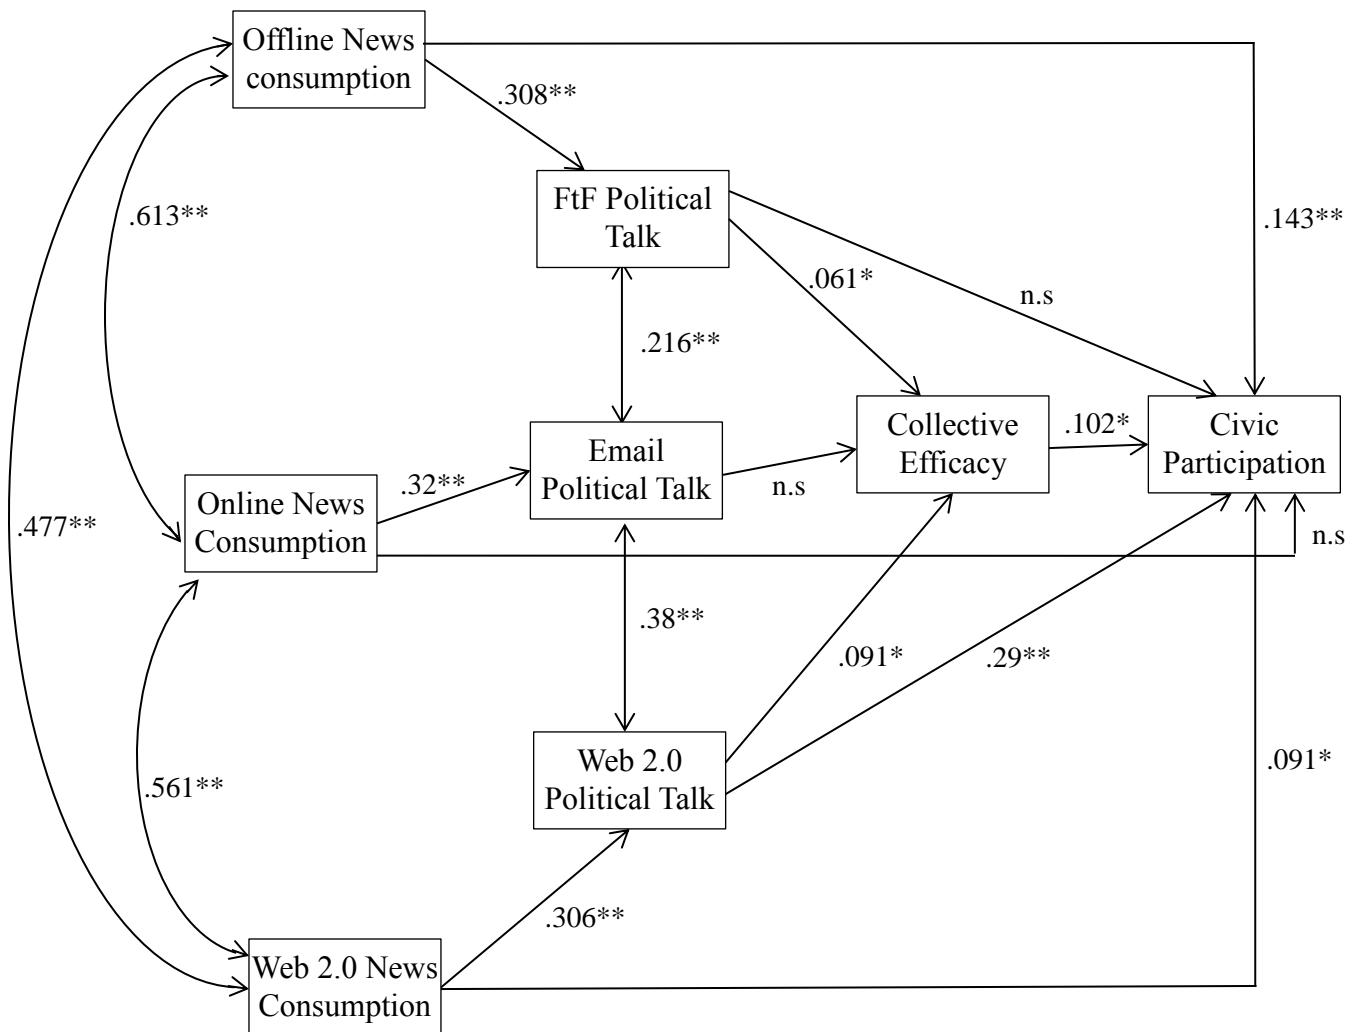 Offline News
consumption
.308**
FtF Political
Talk
.613**
.143**
.061*
n.s
.216**
Collective
Efficacy
.102*
Civic
Participation
Email
Political Talk
n.s
.32**
Online News
Consumption
.477**
n.s
.38**
.091*
.29**
Web 2.0
Political Talk
.091*
.561**
.306**
Web 2.0 News
Consumption